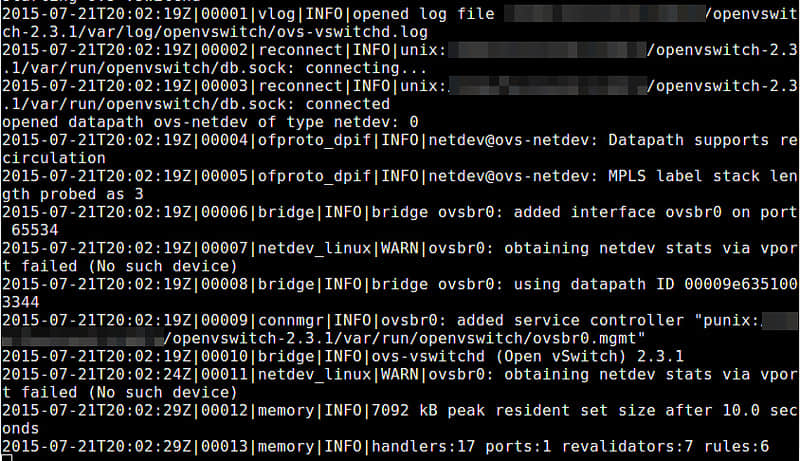 2015-07-21T20:02:19Z|00001|vlog|INFO|opened log file /openvswit
ch-2.3.1/var/log/openvswitch/ovs-vswitchd.log
2015-07-21T20:02:19Z|00002|reconnect|INFO|unix: /openvswitch-2.3
.1/var/run/openvswitch/db.sock: connecting...
2015-07-21T20:02:19Z|00003|reconnect|INFO|unix: /openvswitch-2.3
.1/var/run/openvswitch/db.sock: connected
opened datapath ovs-netdev of type netdev: 0
2015-07-21T20:02:19Z|00004|ofproto_dpif|INFO|netdev@ovs-netdev: Datapath supports re
circulation
2015-07-21T20:02:19Z|00005|ofproto_dpif|INFO|netdev@ovs-netdev: MPLS label stack len
gth probed as 3
2015-07-21T20:02:19Z|00006|bridge|INFO|bridge ovsbr0: added interface ovsbr0 on port
 65534
2015-07-21T20:02:19Z|00007|netdev_linux|WARN|ovsbr0: obtaining netdev stats via vpor
t failed (No such device)
2015-07-21T20:02:19Z|00008|bridge|INFO|bridge ovsbr0: using datapath ID 00009e635100
3344
2015-07-21T20:02:19Z|00009|connmgr|INFO|ovsbr0: added service controller "punix:
/openvswitch-2.3.1/var/run/openvswitch/ovsbr0.mgmt"
2015-07-21T20:02:19Z|00010|bridge|INFO|ovs-vswitchd (Open vSwitch) 2.3.1
2015-07-21T20:02:24Z|00011|netdev_linux|WARN|ovsbr0: obtaining netdev stats via vpor
t failed (No such device)
2015-07-21T20:02:29Z|00012|memory|INFO|7092 kB peak resident set size after 10.0 sec
onds
2015-07-21T20:02:29Z|00013|memory|INFO|handlers:17 ports:1 revalidators:7 rules:6